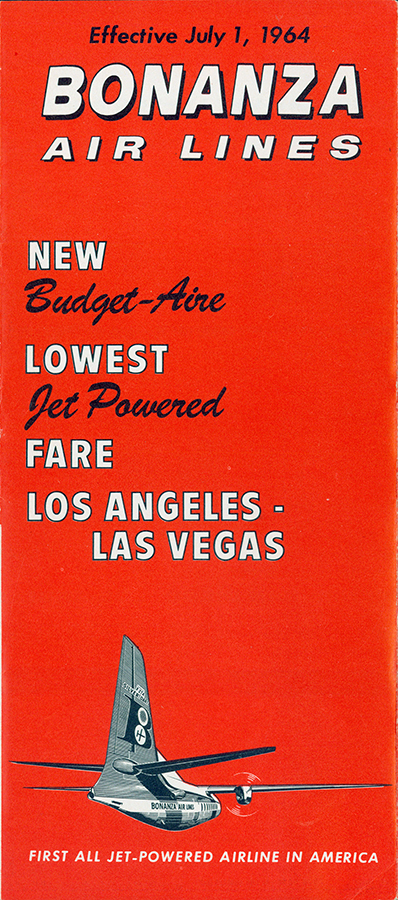 Effective July 1, 1964
BONANZA
AIR LINES
NEW
Budget-Aire
LOWEST
Jet Powered
FARE
LOS ANGELES -
LAS VEGAS
BONANZA AIR LINES
FIRST ALL JET-POWERED AIRLINE IN AMERICA